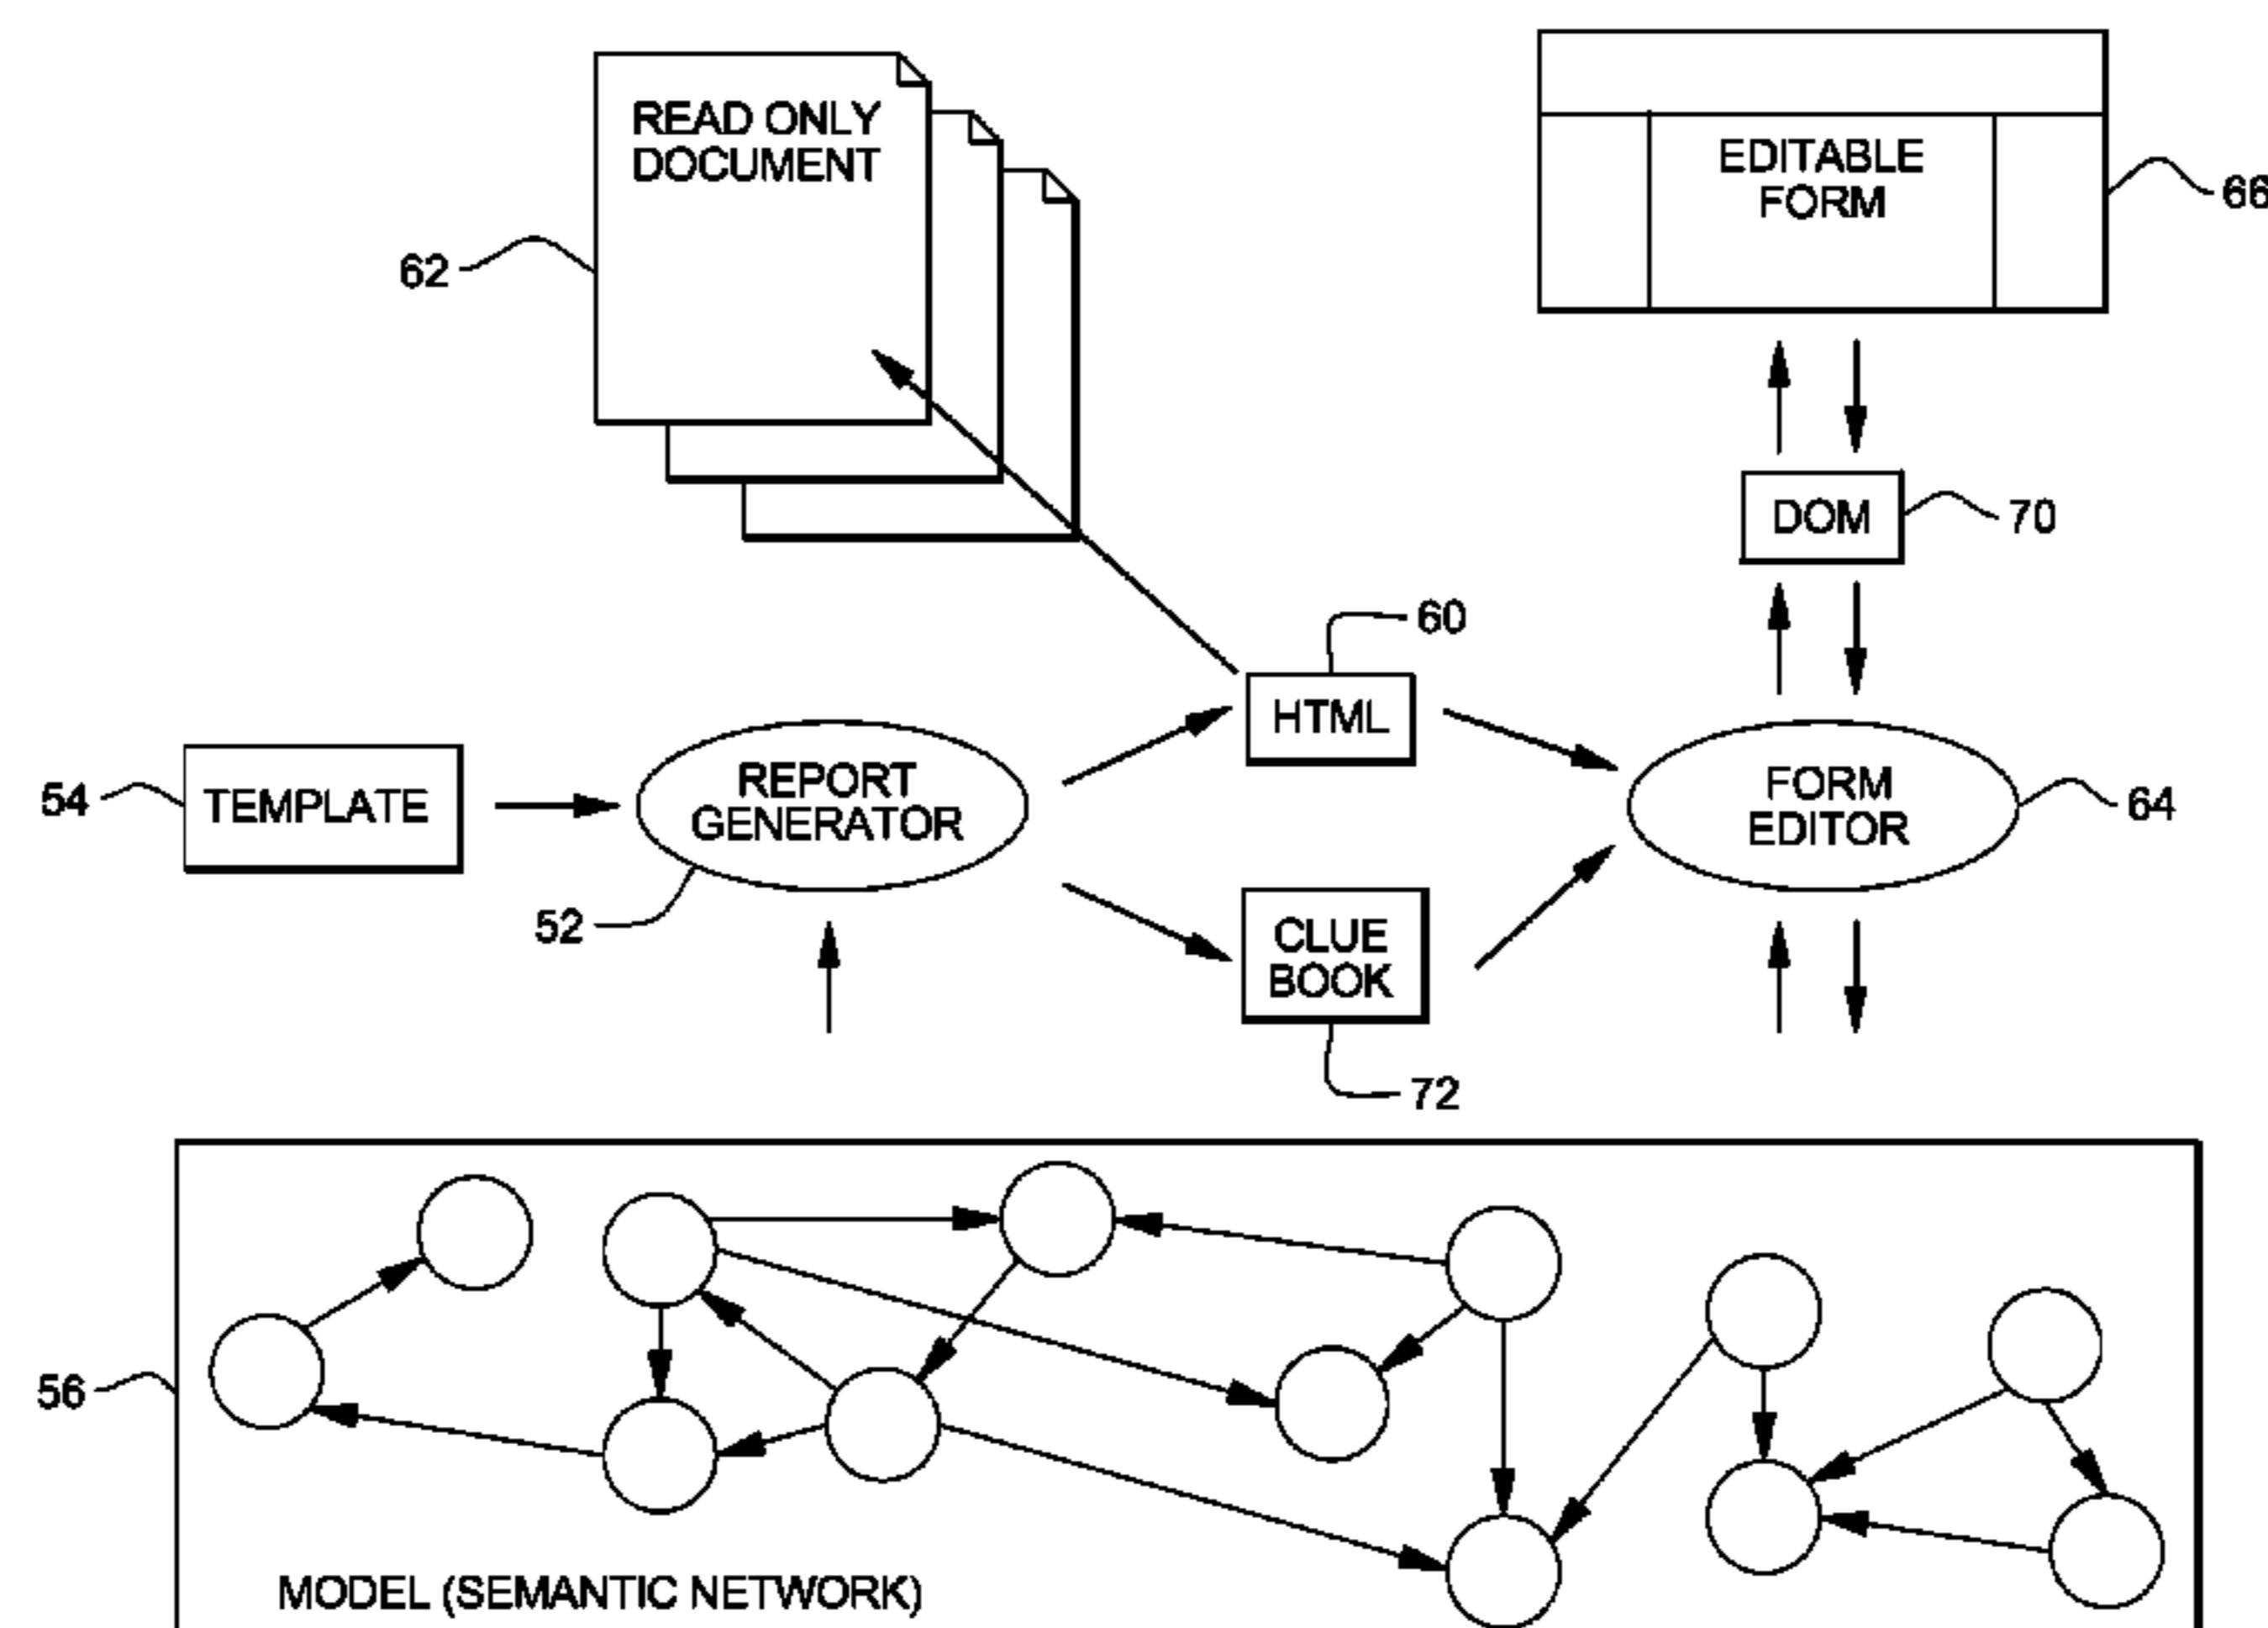 READ ONLY
DOCUMENT
62
EDITABLE
FORM
66
DOM
70
60
HTML
54
TEMPLATE
REPORT
GENERATOR
52
FORM
EDITOR
64
CLUE
BOOK
72
56
MODEL (SEMANTIC NETWORK)